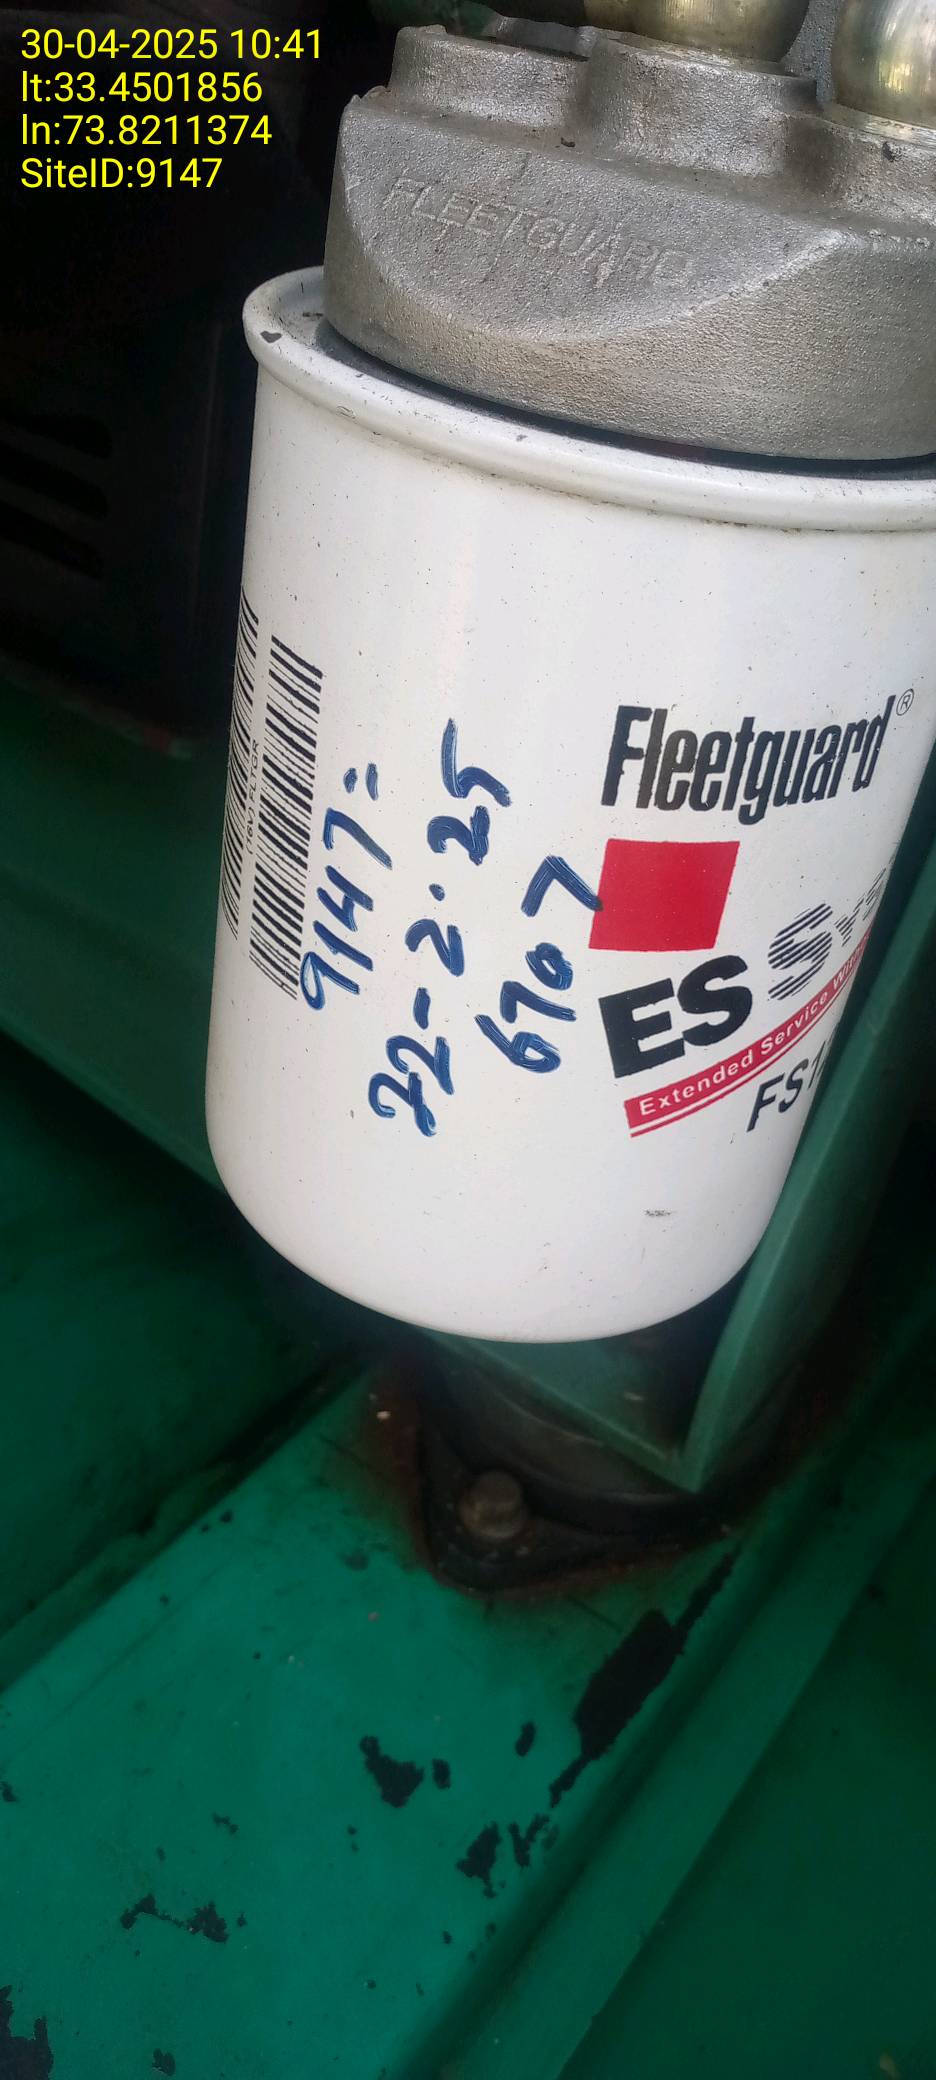 30-04-2025 10:41
lt:33.4501856
ln:73.8211374
SiteID:9147
FLEETGUARD
9147=
22-2.25
6707
Fleetguard®
ES
Extended Service